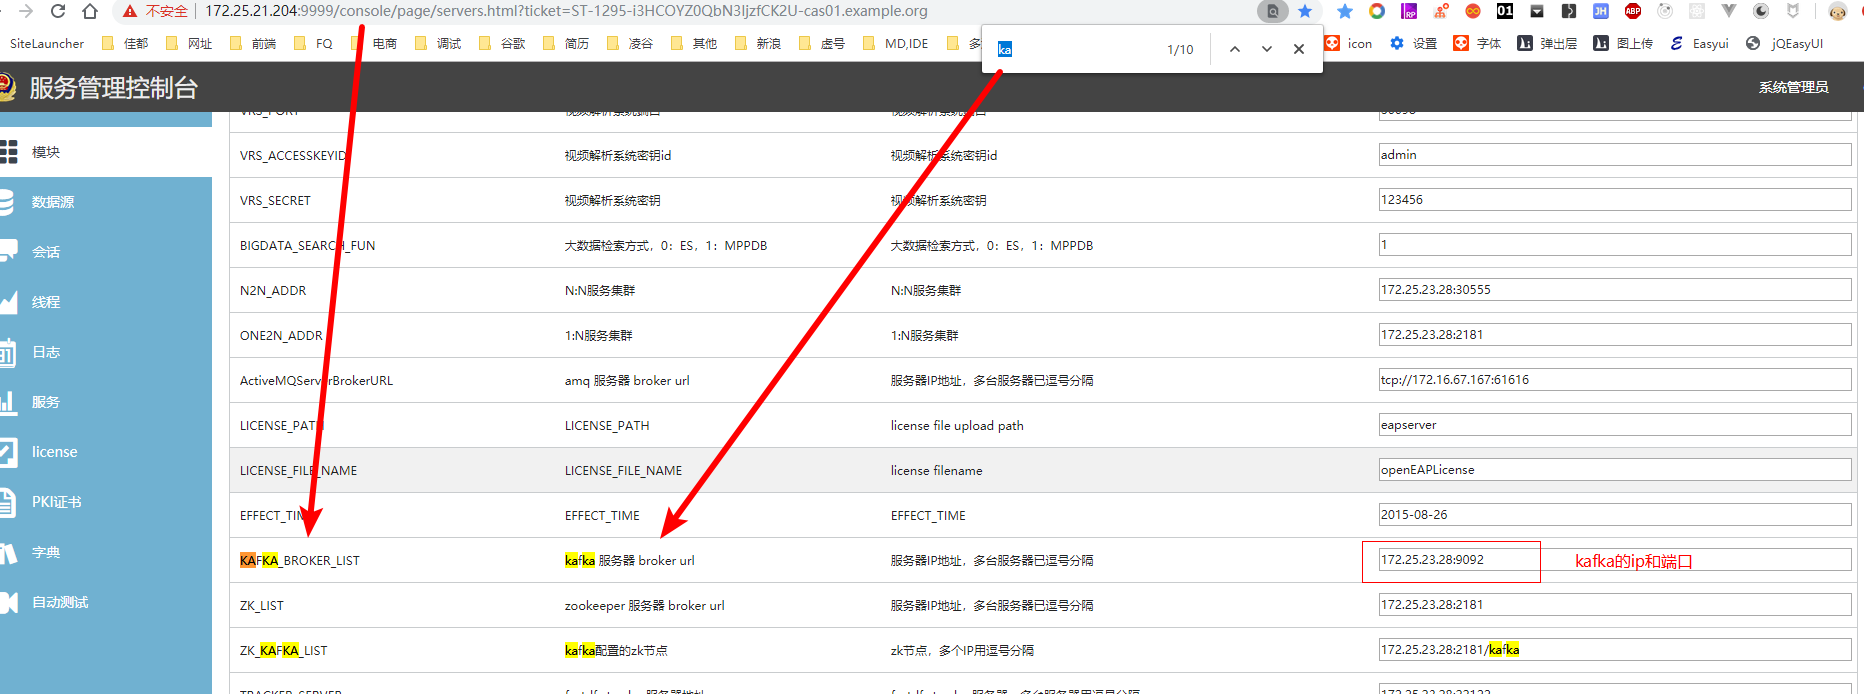 不安全 172.25.21.204:9999/console/page/servers.html?ticket=ST-1295-i3HCOYZ0QbN3IjzfCK2U-cas01.example.org
SiteLauncher 佳都 网址 前端 FQ 电商 调试 谷歌 简历 凌谷 其他 新浪 虚号 MD,IDE 多 icon 设置 字体 弹出层 图上传 Easyui jQEasyUI
ka 1/10
服务管理控制台 系统管理员
模块
数据源
会话
线程
日志
服务
license
PKI证书
字典
自动测试
VRS_PORT 视频解析系统端口 视频解析系统端口
VRS_ACCESSKEYID 视频解析系统密钥id 视频解析系统密钥id admin
VRS_SECRET 视频解析系统密钥 视频解析系统密钥 123456
BIGDATA_SEARCH_FUN 大数据检索方式，0：ES，1：MPPDB 大数据检索方式，0：ES，1：MPPDB 1
N2N_ADDR N:N服务集群 N:N服务集群 172.25.23.28:30555
ONE2N_ADDR 1:N服务集群 1:N服务集群 172.25.23.28:2181
ActiveMQServerBrokerURL amq 服务器 broker url 服务器IP地址，多台服务器已逗号分隔 tcp://172.16.67.167:61616
LICENSE_PATH LICENSE_PATH license file upload path eapserver
LICENSE_FILE_NAME LICENSE_FILE_NAME license filename openEAPLicense
EFFECT_TIME EFFECT_TIME EFFECT_TIME 2015-08-26
KAFKA_BROKER_LIST kafka 服务器 broker url 服务器IP地址，多台服务器已逗号分隔 172.25.23.28:9092 kafka的ip和端口
ZK_LIST zookeeper 服务器 broker url 服务器IP地址，多台服务器已逗号分隔 172.25.23.28:2181
ZK_KAFKA_LIST kafka配置的zk节点 zk节点，多个IP用逗号分隔 172.25.23.28:2181/kafka
TRACKER_SERVER